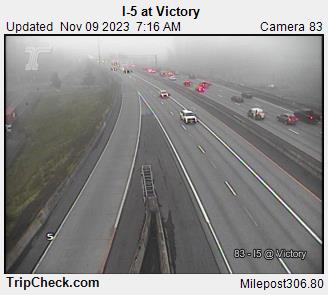 I-5 at Victory
Updated Nov 09 2023 7:16 AM Camera 83
83 - I5 @ Victory
TripCheck.com Milepost306.80